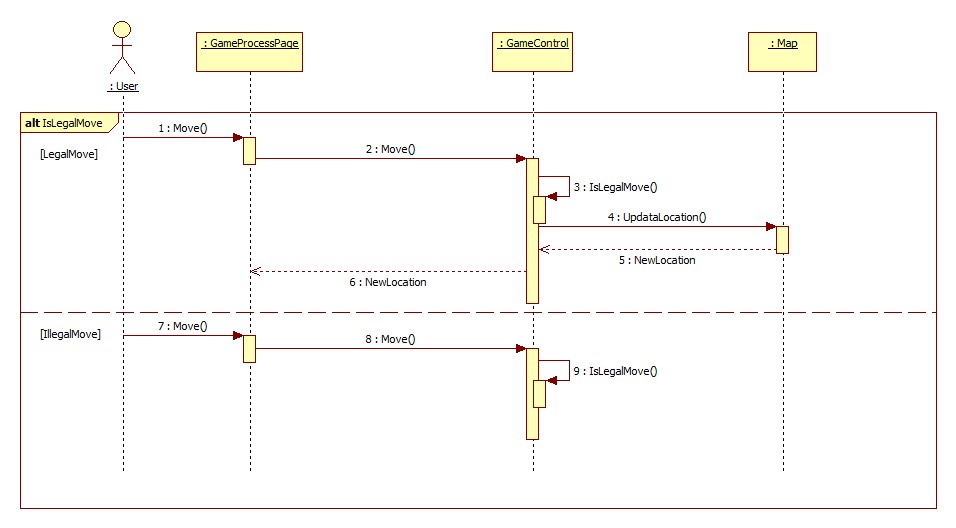 : GameProcessPage
: GameControl
: Map
: User
alt IsLegalMove
1 : Move()
[LegalMove]
2 : Move()
3 : IsLegalMove()
4 : UpdataLocation()
5 : NewLocation
6 : NewLocation
[IllegalMove]
7 : Move()
8 : Move()
9 : IsLegalMove()